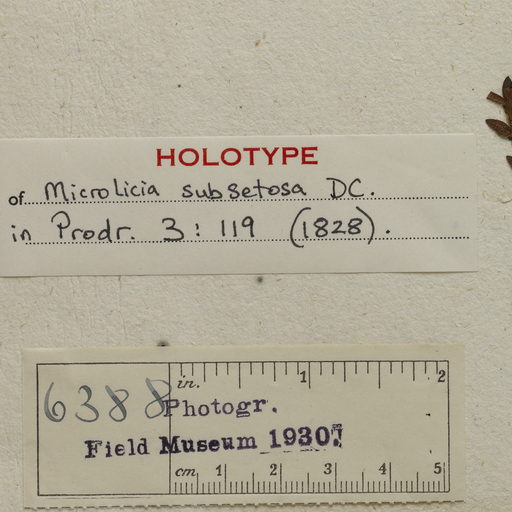 HOLOTYPE
of Microlicia subsetosa DC.
in Prodr. 3: 119 (1828).
in. 1 2
6388
Photogr.
Field Museum 1930
cm. 1 2 3 4 5